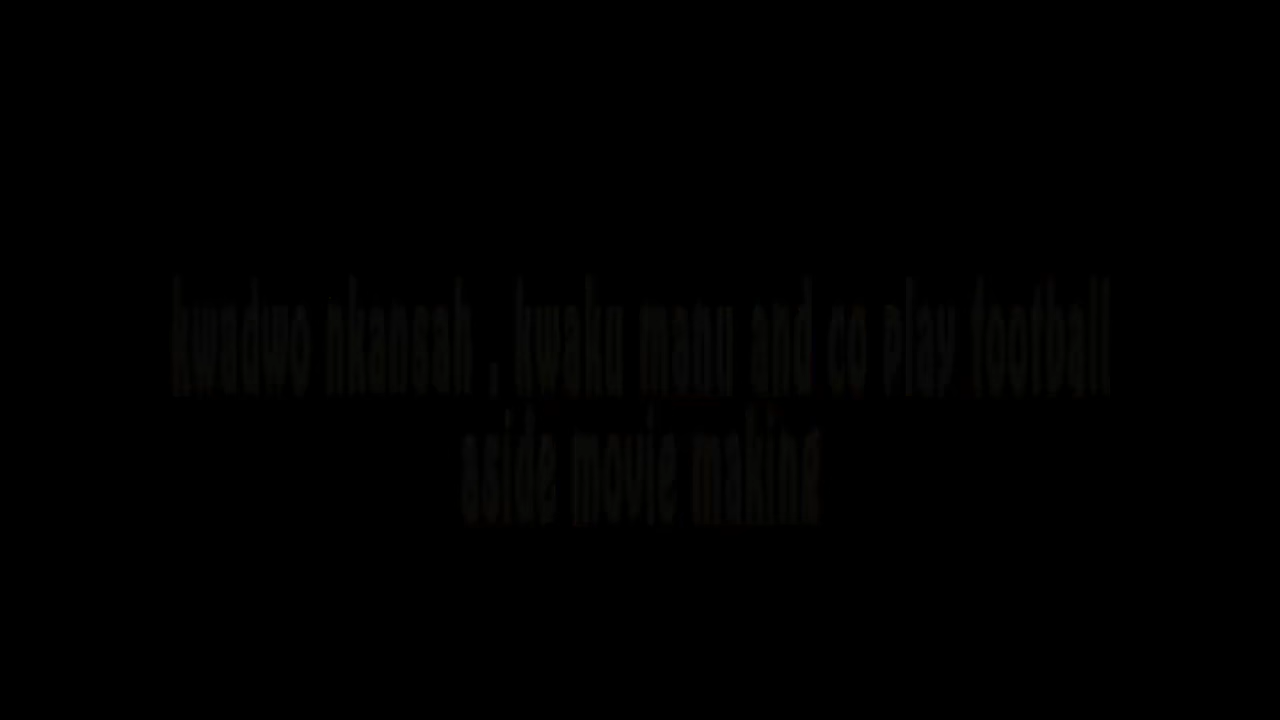 kwadwo nkansah , kwaku manu and co play football
aside movie making